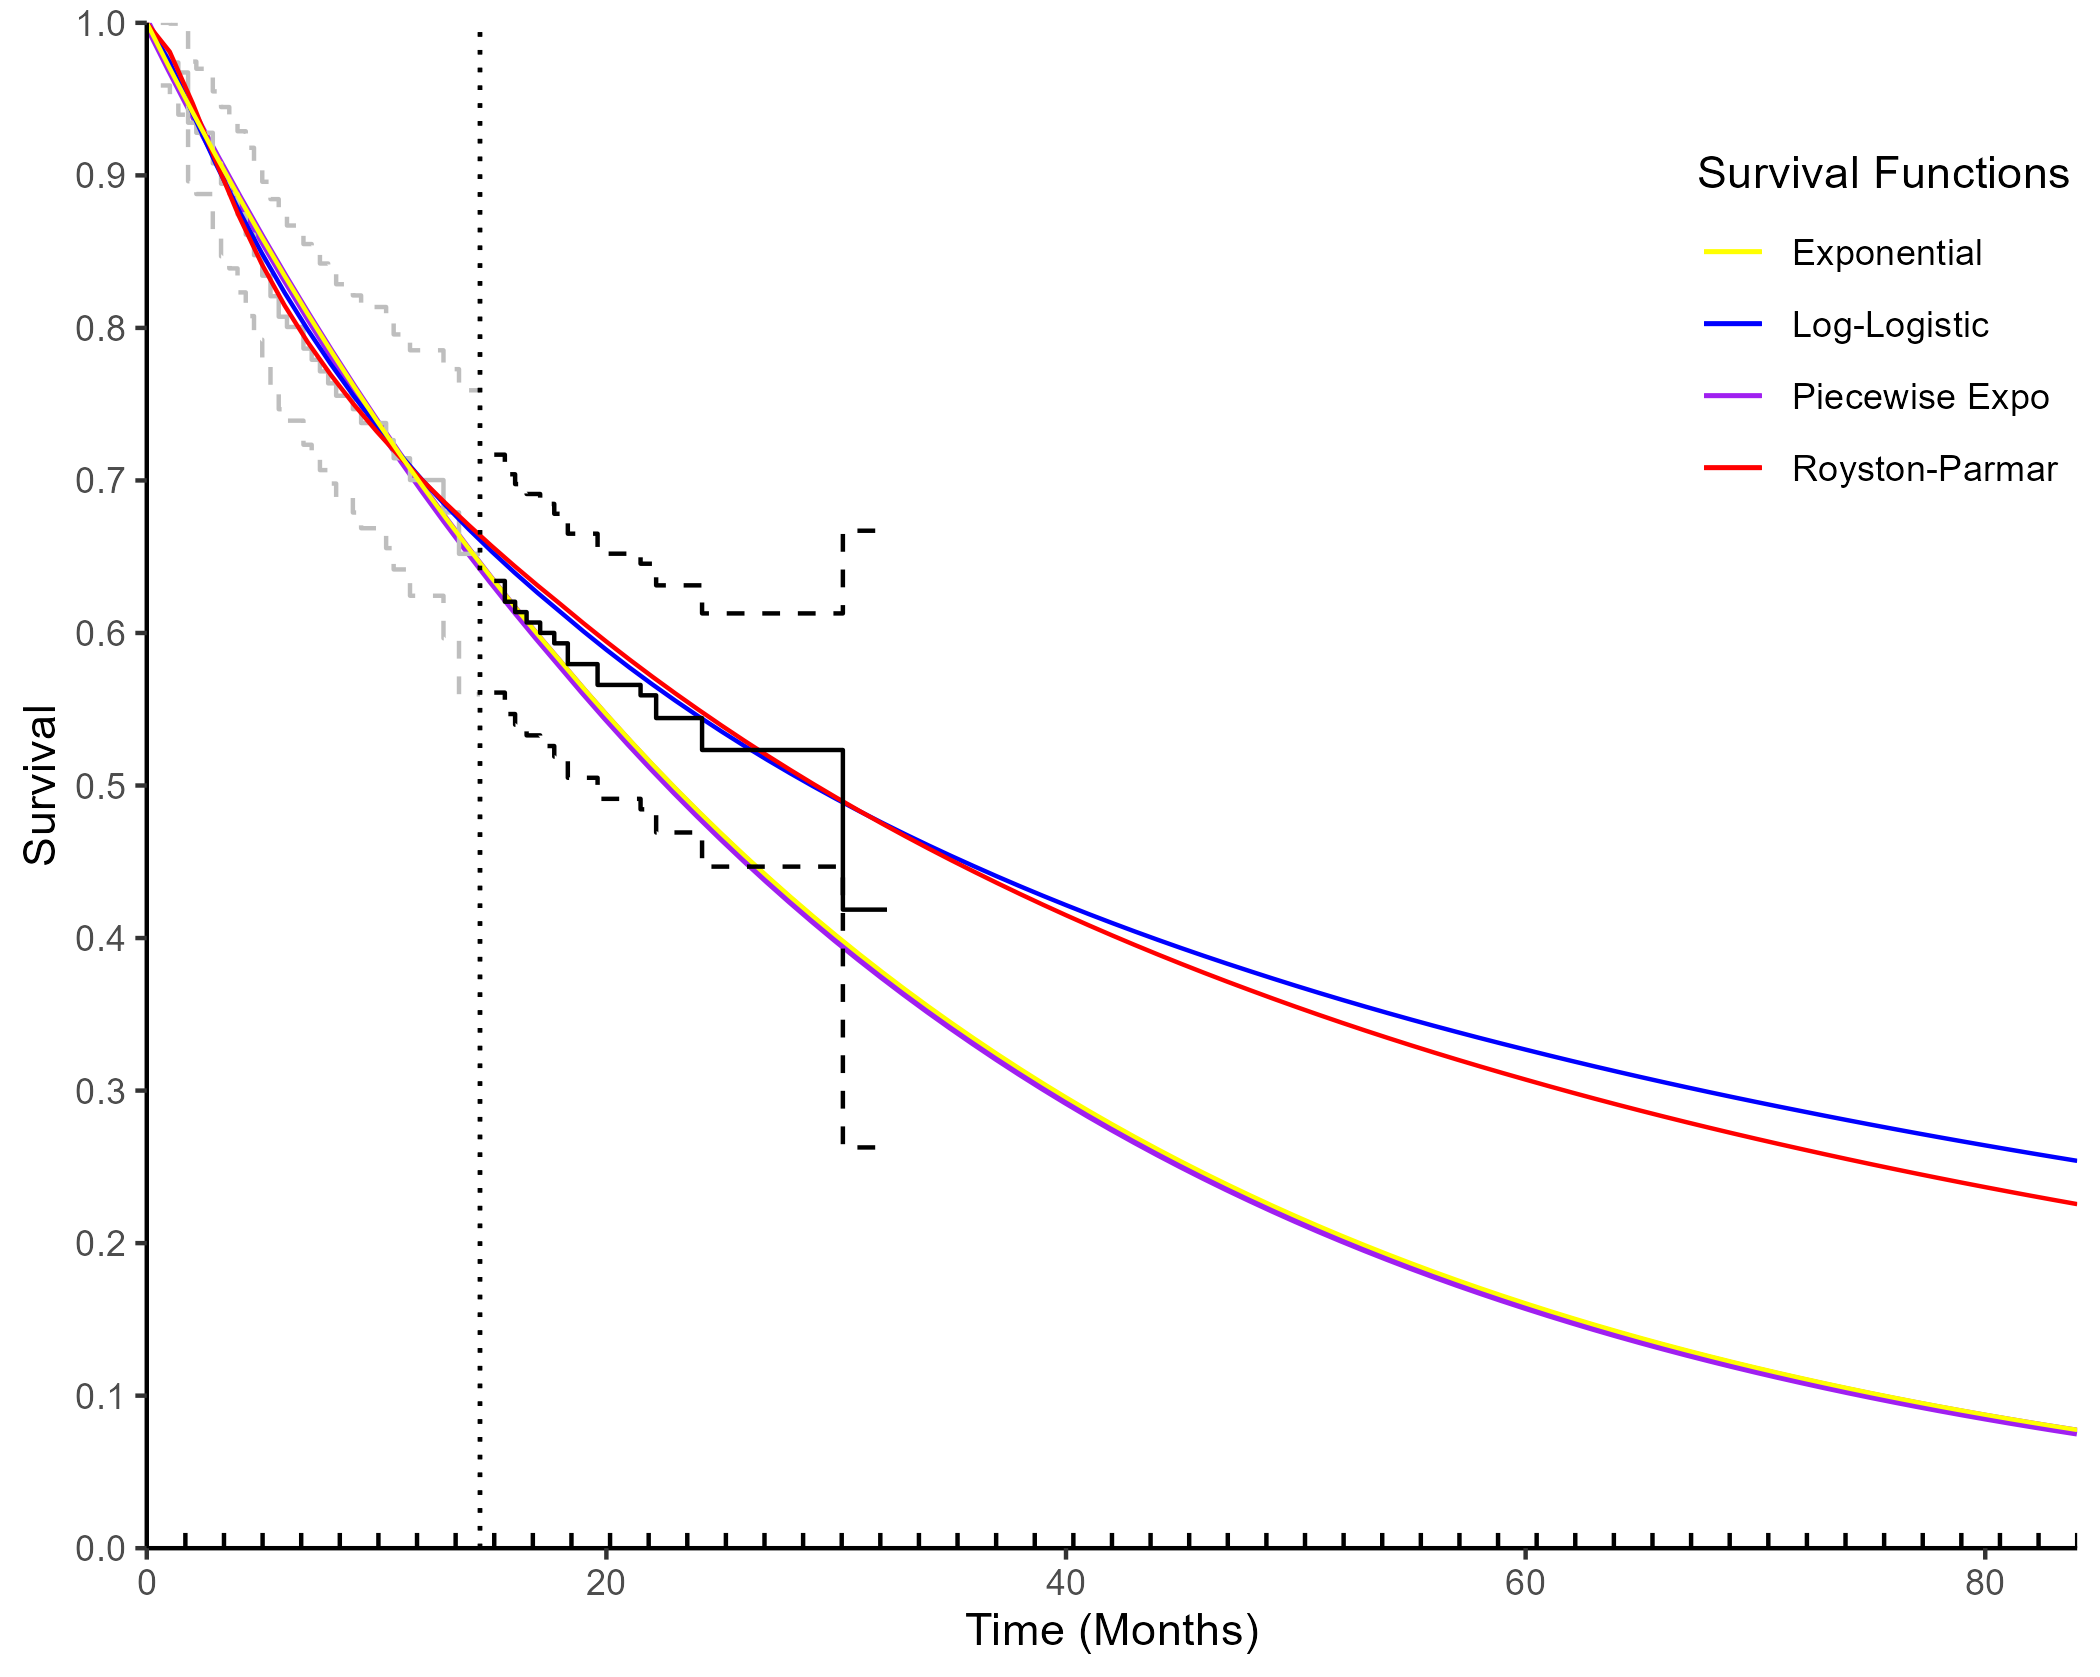 1.0
0.9
0.8
0.7
0.6
0.5
0.4
0.3
0.2
0.1
0.0
Survival
0 20 40 60 80
Time (Months)
Survival Functions
Exponential
Log-Logistic
Piecewise Expo
Royston-Parmar